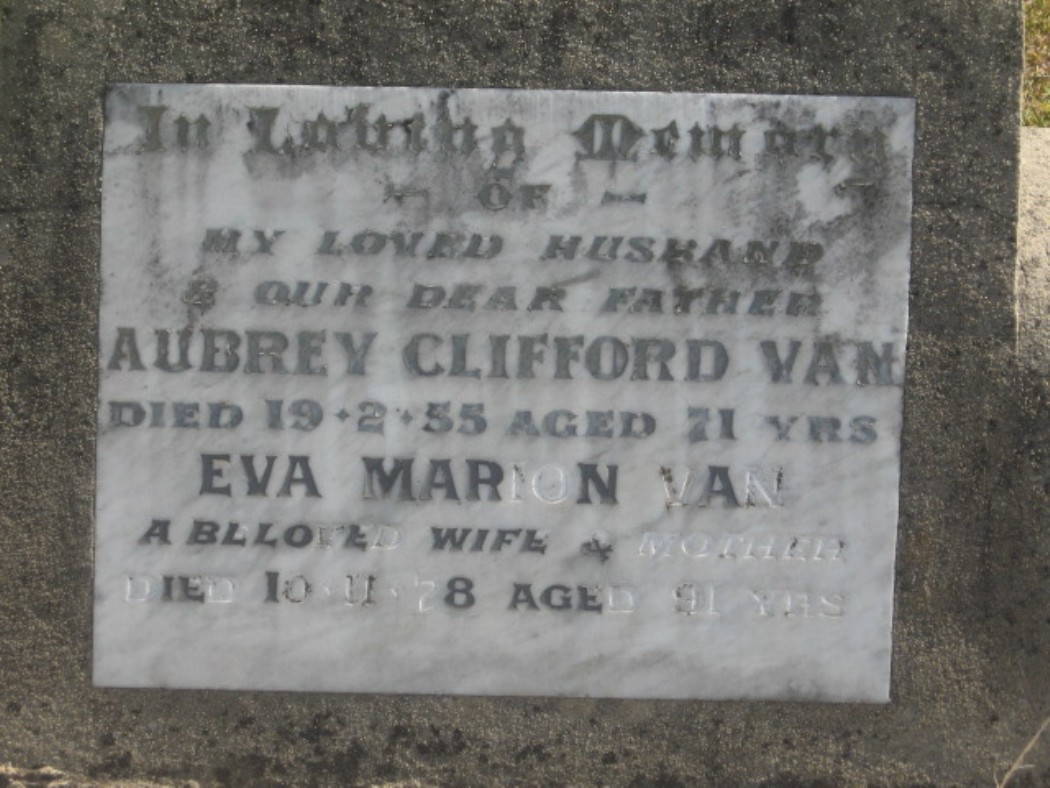 In Loving Memory
- OF -
MY LOVED HUSBAND
& OUR DEAR FATHER
AUBREY CLIFFORD VAN
DIED 19·2·55 AGED 71 YRS
EVA MARION VAN
A BELOVED WIFE & MOTHER
DIED 10·11·78 AGED 91 YRS